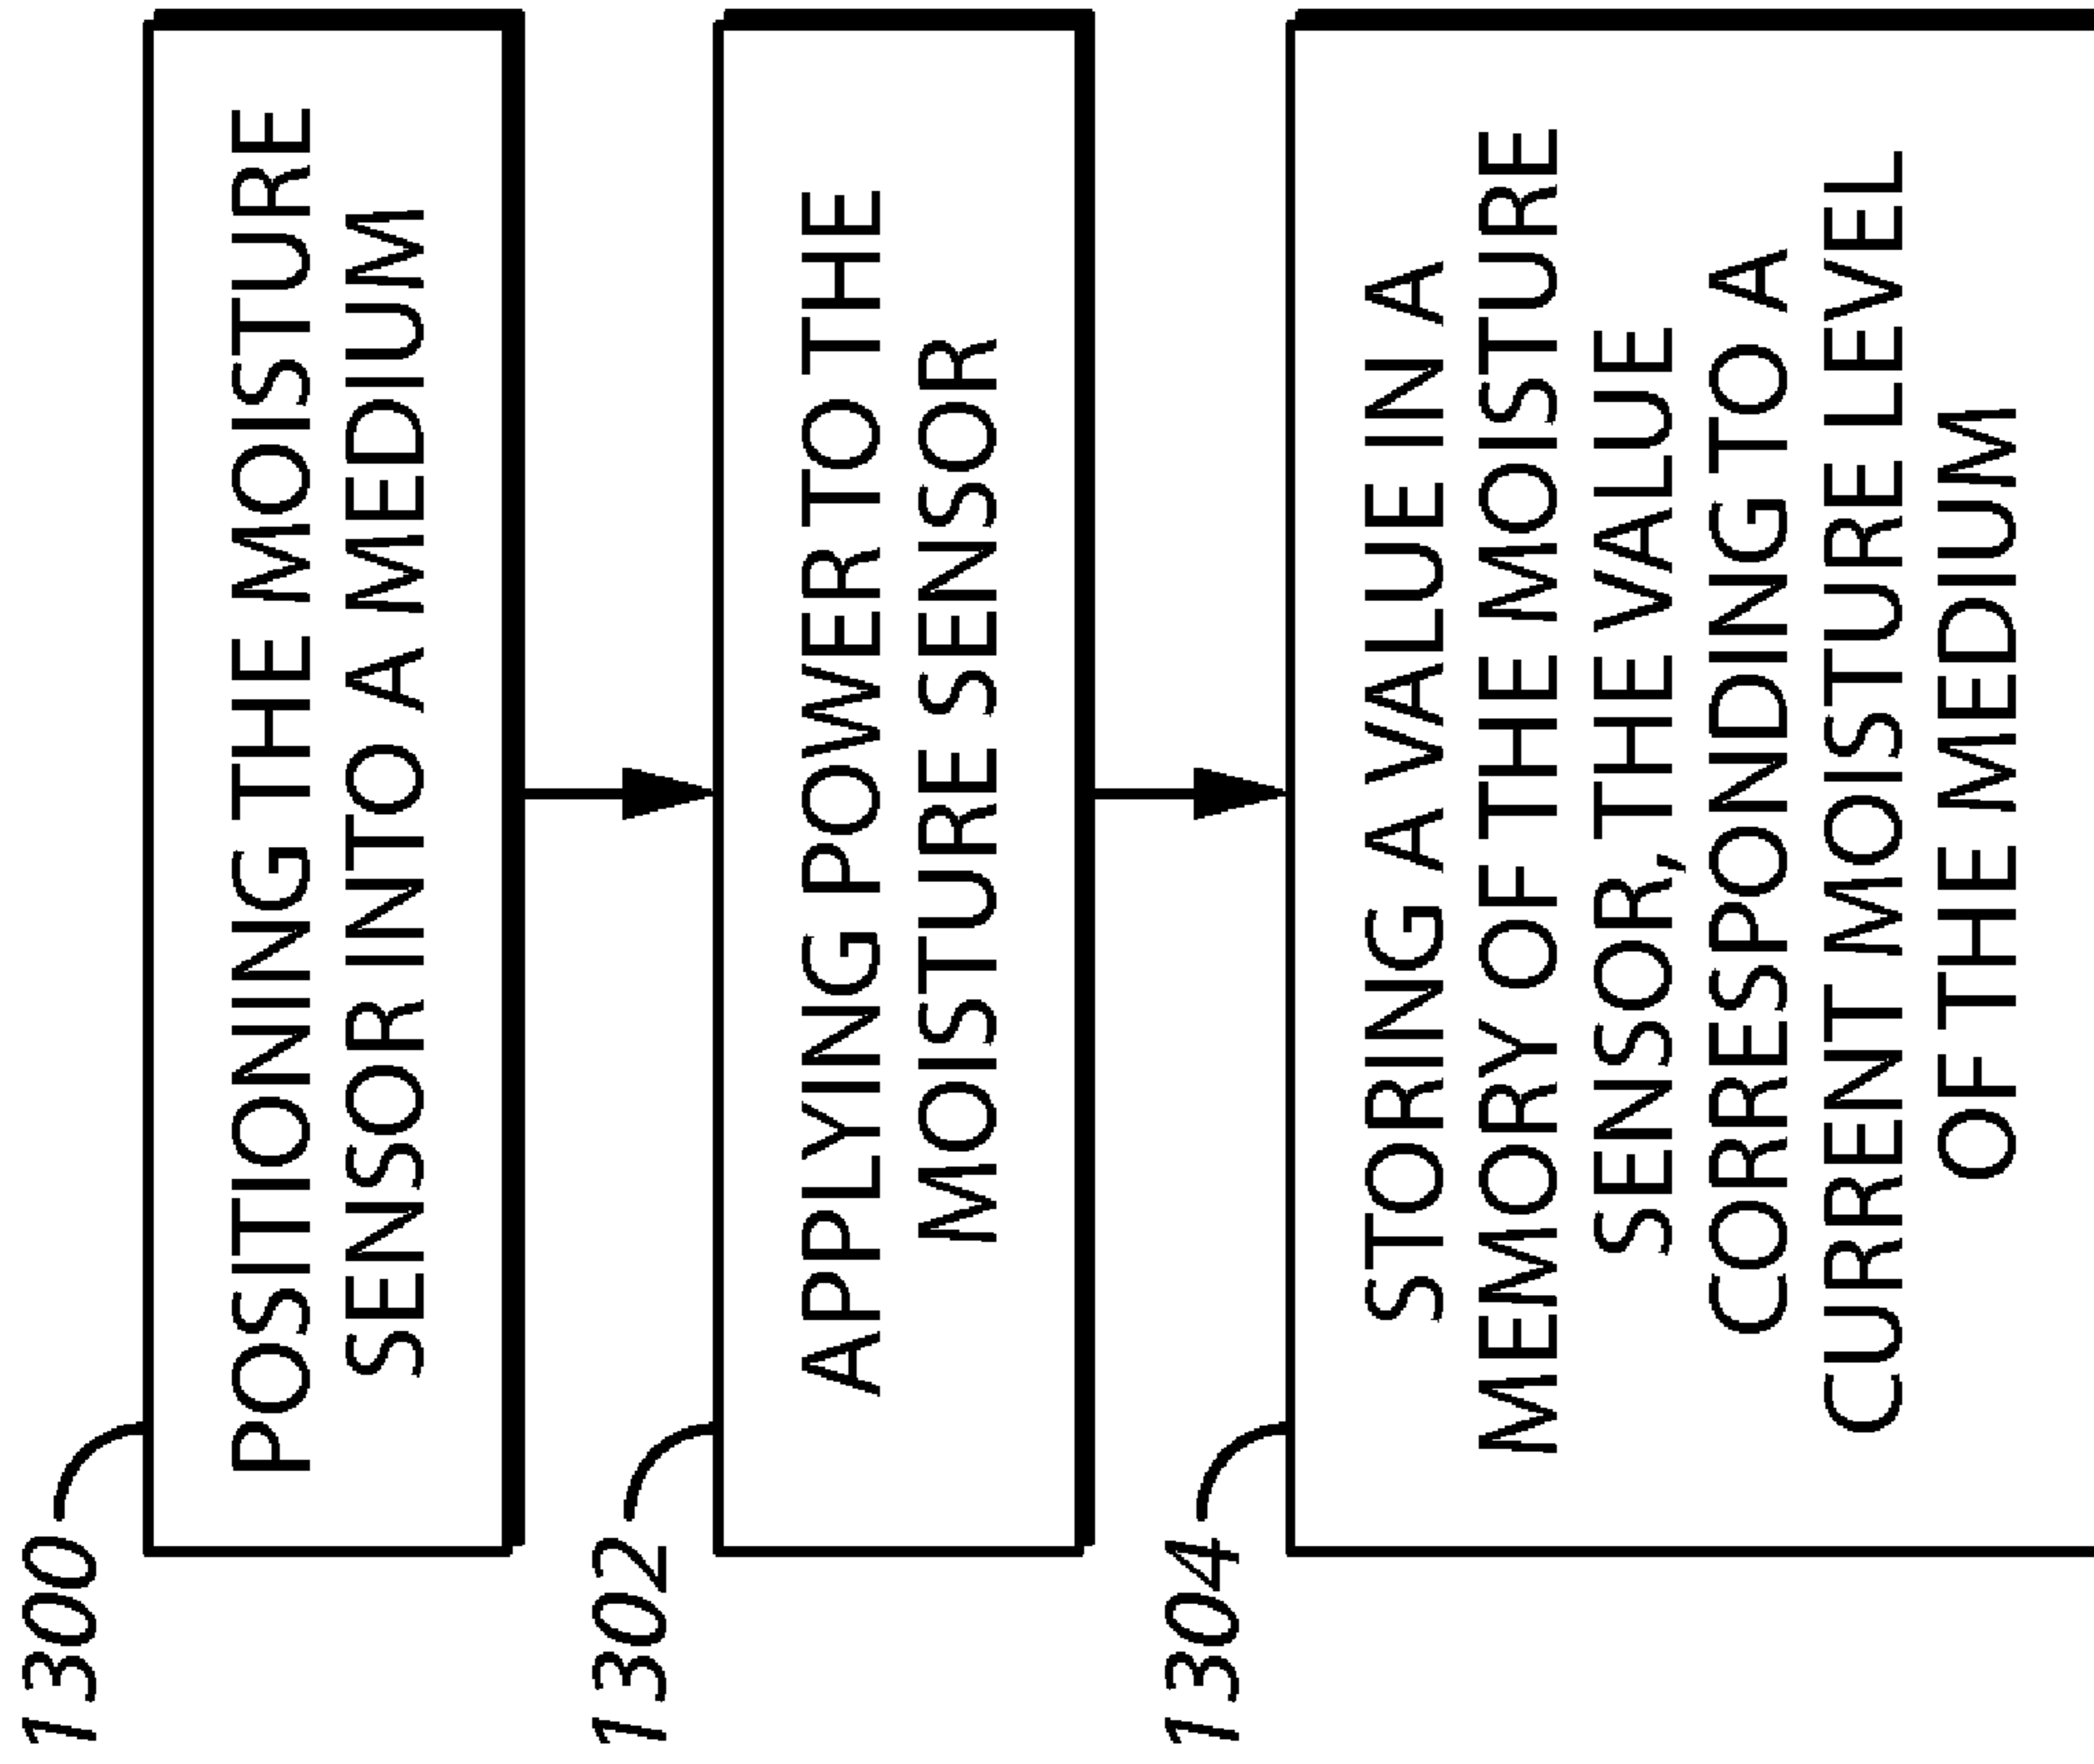 1300
POSITIONING THE MOISTURE
SENSOR INTO A MEDIUM
1302
APPLYING POWER TO THE
MOISTURE SENSOR
1304
STORING A VALUE IN A
MEMORY OF THE MOISTURE
SENSOR, THE VALUE
CORRESPONDING TO A
CURRENT MOISTURE LEVEL
OF THE MEDIUM